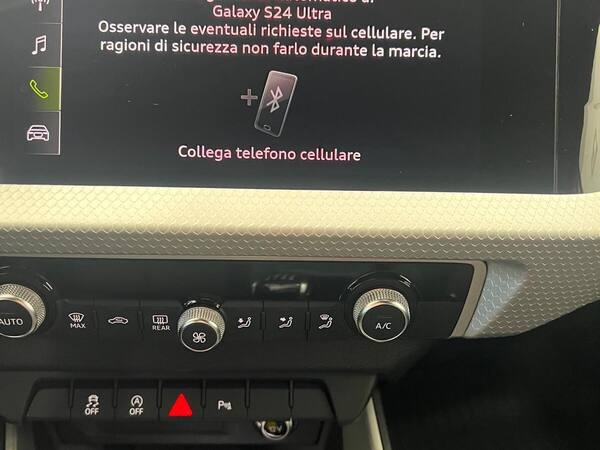 Galaxy S24 Ultra
Osservare le eventuali richieste sul cellulare. Per
ragioni di sicurezza non farlo durante la marcia.
Collega telefono cellulare
AUTO
MAX
REAR
A/C
OFF
OFF
P
12V